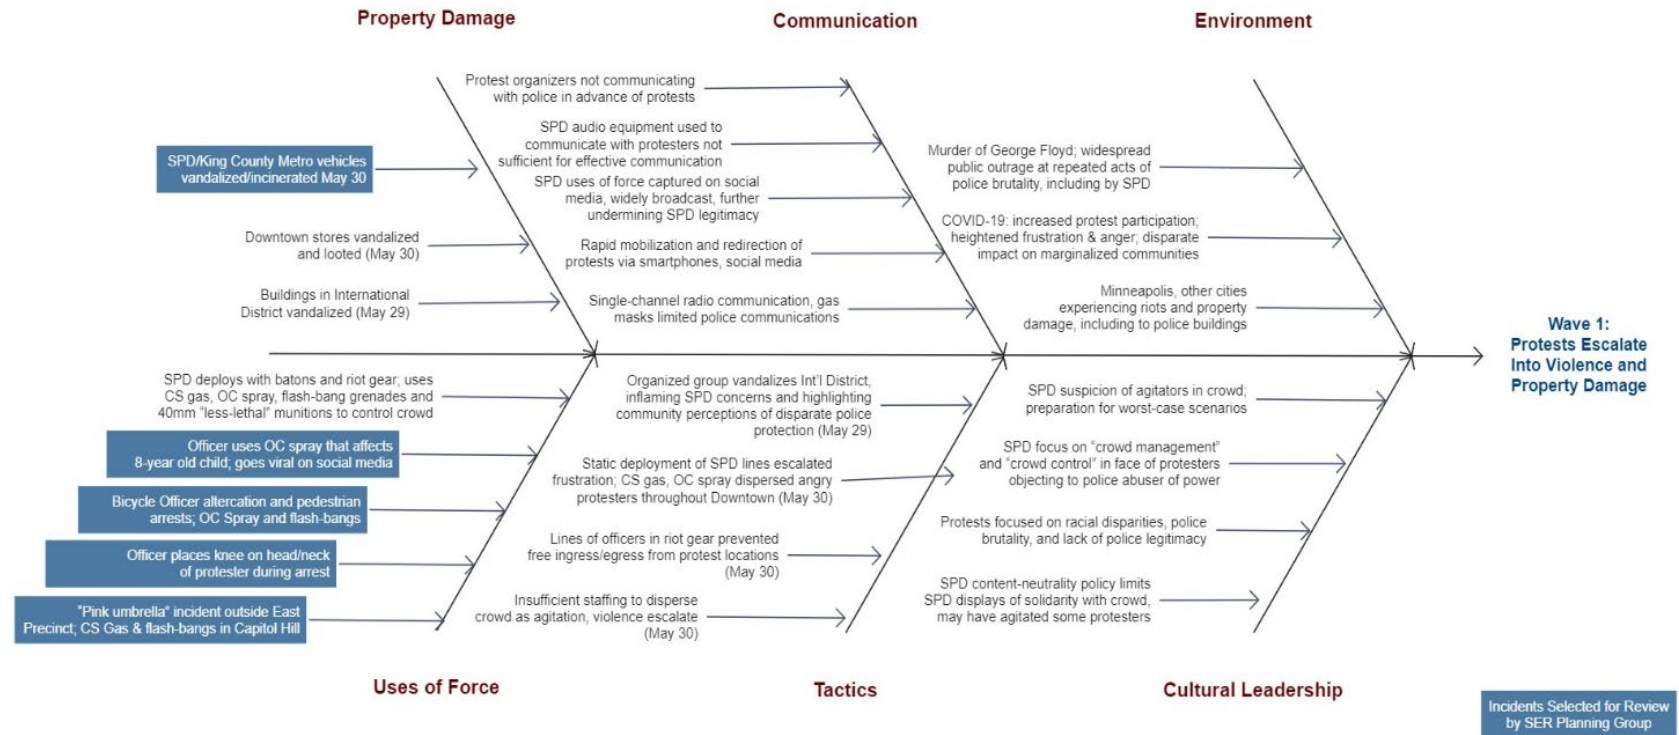 Property Damage
Communication
Environment
Protest organizers not communicating
with police in advance of protests
SPD audio equipment used to
communicate with protesters not
sufficient for effective communication
SPD/King County Metro vehicles
vandalized/incinerated May 30
Murder of George Floyd; widespread
public outrage at repeated acts of
police brutality, including by SPD
SPD uses of force captured on social
media, widely broadcast, further
undermining SPD legitimacy
COVID-19: increased protest participation;
heightened frustration & anger; disparate
impact on marginalized communities
Downtown stores vandalized
and looted (May 30)
Rapid mobilization and redirection of
protests via smartphones, social media
Buildings in International
District vandalized (May 29)
Single-channel radio communication, gas
masks limited police communications
Minneapolis, other cities
experiencing riots and property
damage, including to police buildings
Wave 1:
Protests Escalate
Into Violence and
Property Damage
SPD deploys with batons and riot gear; uses
CS gas, OC spray, flash-bang grenades and
40mm "less-lethal" munitions to control crowd
Organized group vandalizes Int'l District,
inflaming SPD concerns and highlighting
community perceptions of disparate police
protection (May 29)
SPD suspicion of agitators in crowd;
preparation for worst-case scenarios
Officer uses OC spray that affects
8-year old child; goes viral on social media
Static deployment of SPD lines escalated
frustration; CS gas, OC spray dispersed angry
protesters throughout Downtown (May 30)
SPD focus on "crowd management"
and "crowd control" in face of protesters
objecting to police abuser of power
Bicycle Officer altercation and pedestrian
arrests; OC Spray and flash-bangs
Lines of officers in riot gear prevented
free ingress/egress from protest locations
(May 30)
Protests focused on racial disparities, police
brutality, and lack of police legitimacy
Officer places knee on head/neck
of protester during arrest
Insufficient staffing to disperse
crowd as agitation, violence escalate
(May 30)
SPD content-neutrality policy limits
SPD displays of solidarity with crowd,
may have agitated some protesters
"Pink umbrella" incident outside East
Precinct; CS Gas & flash-bangs in Capitol Hill
Uses of Force
Tactics
Cultural Leadership
Incidents Selected for Review
by SER Planning Group